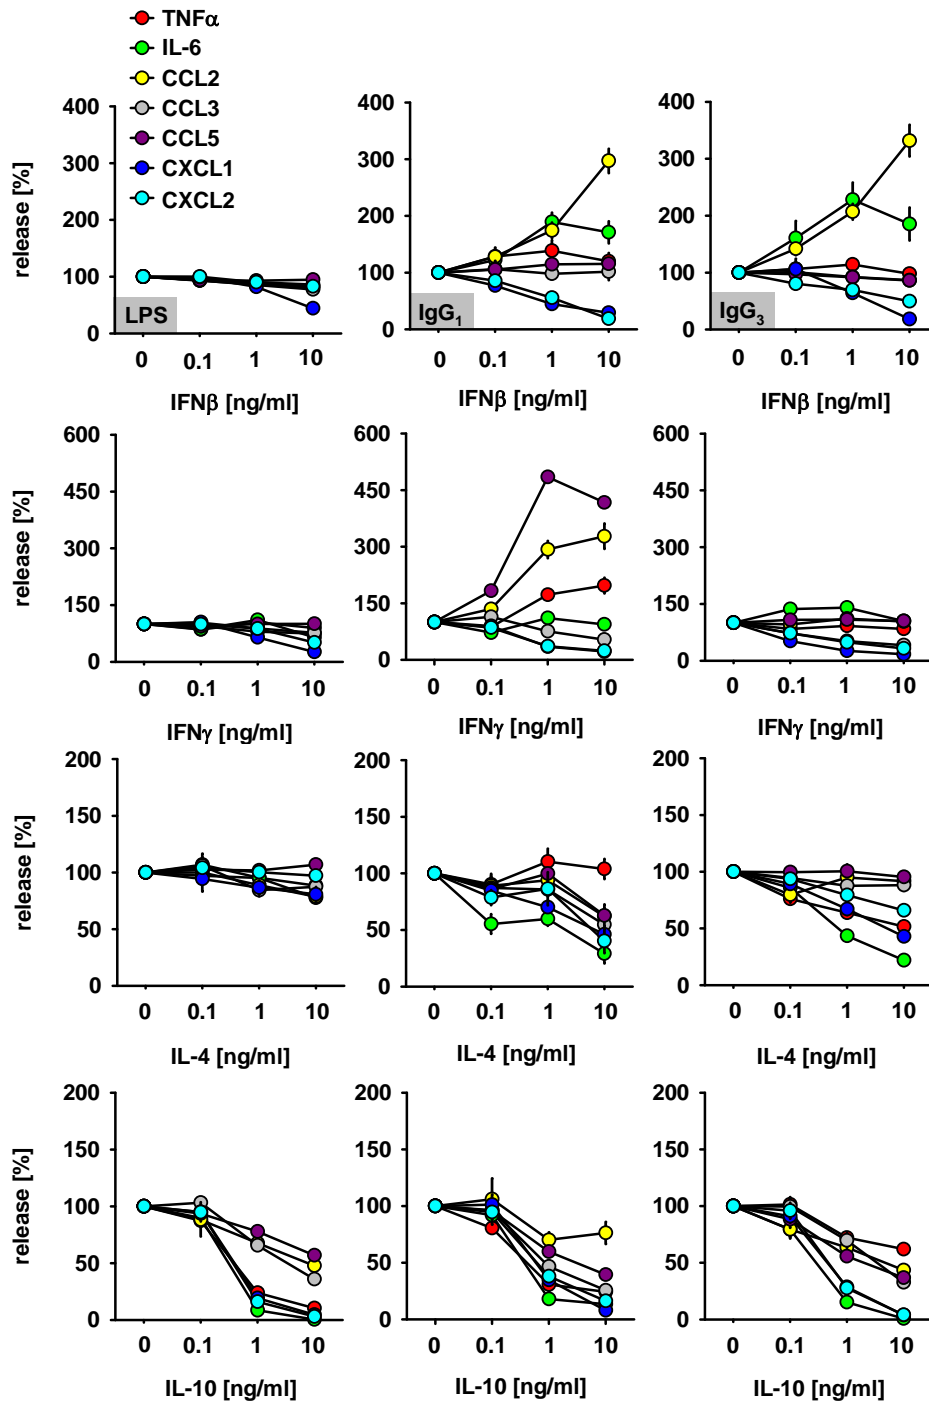 TNFα
IL-6
CCL2
CCL3
CCL5
CXCL1
CXCL2
release [%]
400
300
200
100
0
LPS
0 0.1 1 10
IFNβ [ng/ml]
400
300
200
100
0
IgG₁
0 0.1 1 10
IFNβ [ng/ml]
400
300
200
100
0
IgG₃
0 0.1 1 10
IFNβ [ng/ml]
release [%]
600
450
300
150
0
0 0.1 1 10
IFNγ [ng/ml]
600
450
300
150
0
0 0.1 1 10
IFNγ [ng/ml]
600
450
300
150
0
0 0.1 1 10
IFNγ [ng/ml]
release [%]
200
150
100
50
0
0 0.1 1 10
IL-4 [ng/ml]
200
150
100
50
0
0 0.1 1 10
IL-4 [ng/ml]
200
150
100
50
0
0 0.1 1 10
IL-4 [ng/ml]
release [%]
200
150
100
50
0
0 0.1 1 10
IL-10 [ng/ml]
200
150
100
50
0
0 0.1 1 10
IL-10 [ng/ml]
200
150
100
50
0
0 0.1 1 10
IL-10 [ng/ml]